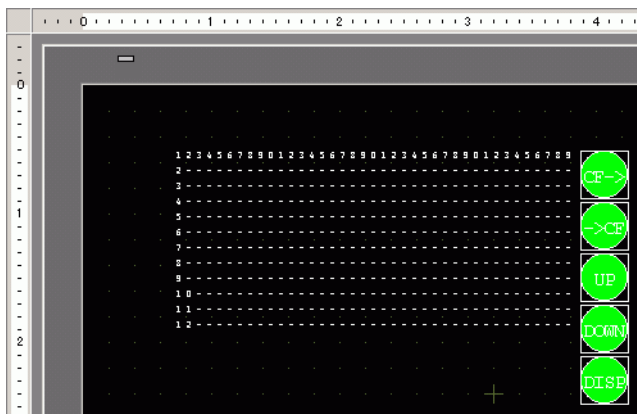 0 1 2 3 4
0
123456789012345678901234567890123456789
2--------------------------------------
3--------------------------------------
4--------------------------------------
5--------------------------------------
6--------------------------------------
7--------------------------------------
8--------------------------------------
9--------------------------------------
10-------------------------------------
11-------------------------------------
12-------------------------------------
CF->
->CF
UP
DOWN
DISP
1
2